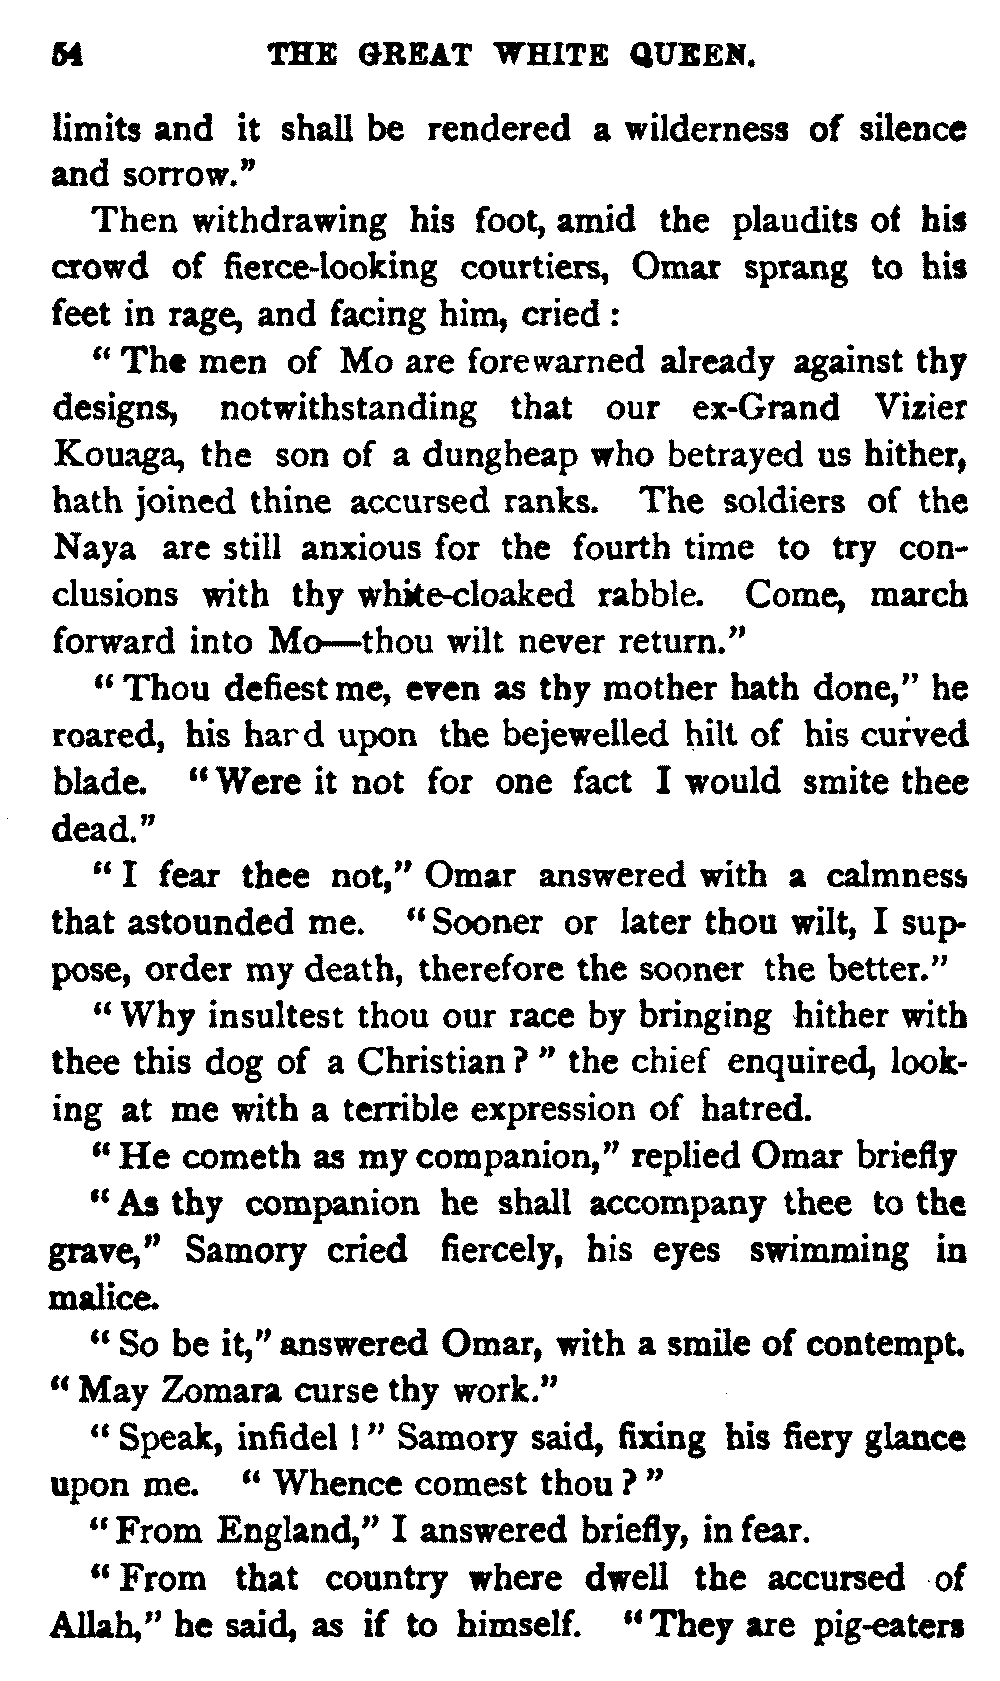 54 THE GREAT WHITE QUEEN.
limits and it shall be rendered a wilderness of silence
and sorrow."
Then withdrawing his foot, amid the plaudits of his
crowd of fierce-looking courtiers, Omar sprang to his
feet in rage, and facing him, cried :
" The men of Mo are forewarned already against thy
designs, notwithstanding that our ex-Grand Vizier
Kouaga, the son of a dungheap who betrayed us hither,
hath joined thine accursed ranks. The soldiers of the
Naya are still anxious for the fourth time to try con-
clusions with thy white-cloaked rabble. Come, march
forward into Mo—thou wilt never return."
" Thou defiest me, even as thy mother hath done," he
roared, his hard upon the bejewelled hilt of his curved
blade. "Were it not for one fact I would smite thee
dead."
" I fear thee not," Omar answered with a calmness
that astounded me. "Sooner or later thou wilt, I sup-
pose, order my death, therefore the sooner the better."
" Why insultest thou our race by bringing hither with
thee this dog of a Christian ? " the chief enquired, look-
ing at me with a terrible expression of hatred.
" He cometh as my companion," replied Omar briefly
" As thy companion he shall accompany thee to the
grave," Samory cried fiercely, his eyes swimming in
malice.
" So be it," answered Omar, with a smile of contempt.
" May Zomara curse thy work."
" Speak, infidel ! " Samory said, fixing his fiery glance
upon me. " Whence comest thou ? "
" From England," I answered briefly, in fear.
" From that country where dwell the accursed of
Allah," he said, as if to himself. " They are pig-eaters